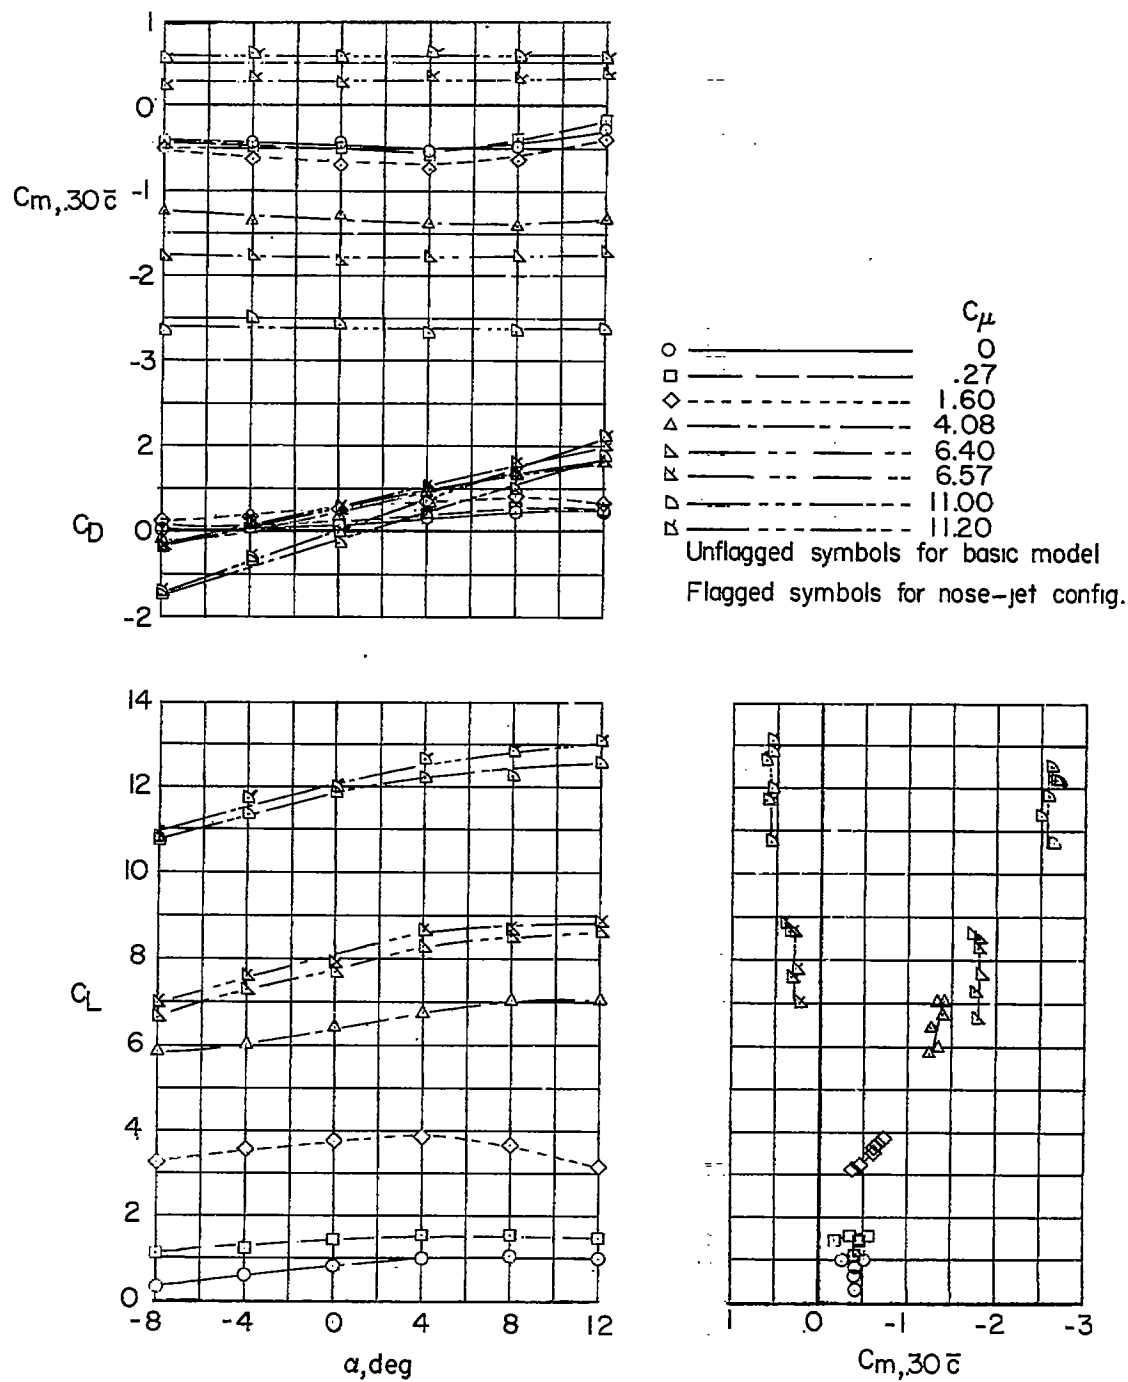 1
0
Cm,.30c̄ -1
-2
-3
2
CD 0
-2
Cμ
0
.27
1.60
4.08
6.40
6.57
11.00
11.20
Unflagged symbols for basic model
Flagged symbols for nose-jet config.
14
12
10
8
CL
6
4
2
0
-8 -4 0 4 8 12
α,deg
1 .0 -1 -2 -3
Cm,.30c̄